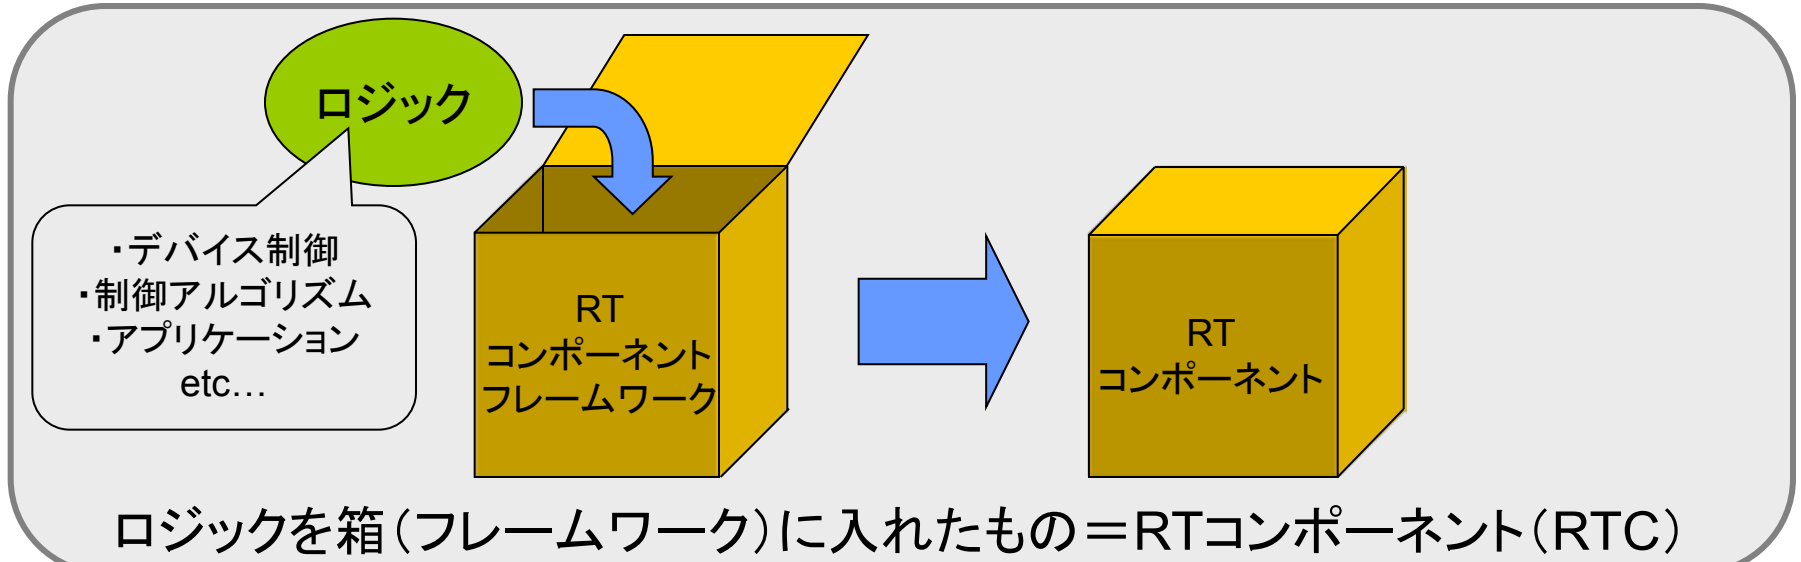 ロジック
・デバイス制御
・制御アルゴリズム
・アプリケーション
etc…
RT
コンポーネント
フレームワーク
RT
コンポーネント
ロジックを箱(フレームワーク)に入れたもの=RTコンポーネント(RTC)